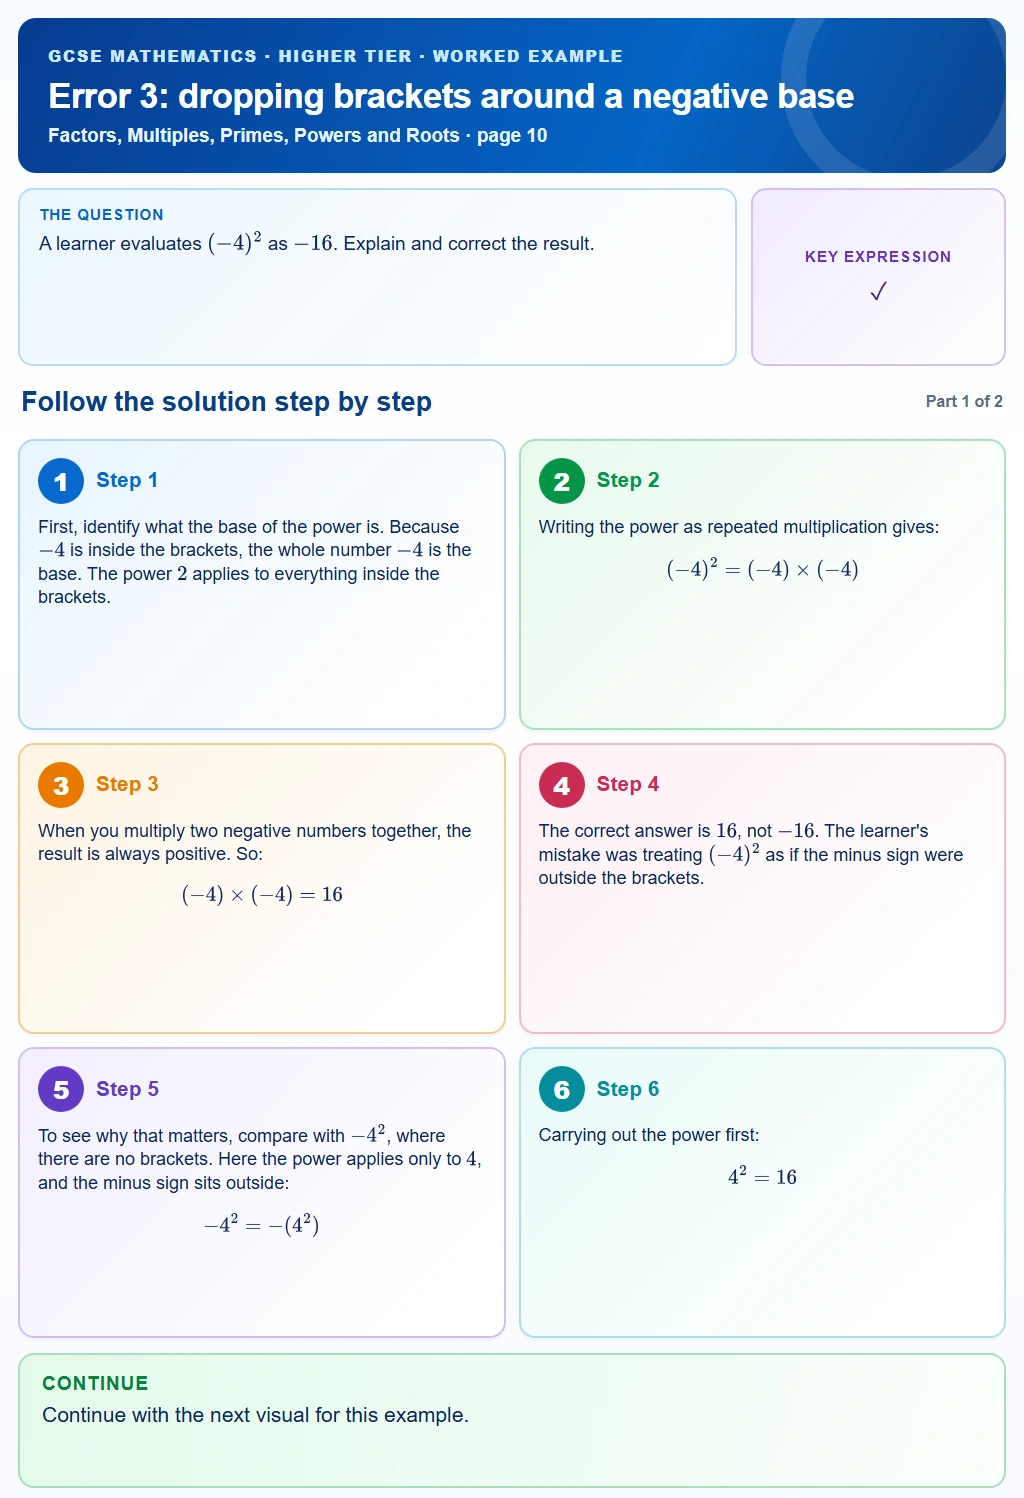 GCSE MATHEMATICS · HIGHER TIER · WORKED EXAMPLE
Error 3: dropping brackets around a negative base
Factors, Multiples, Primes, Powers and Roots · page 10
THE QUESTION
A learner evaluates (−4)² as −16. Explain and correct the result.
KEY EXPRESSION
✓
Follow the solution step by step
Part 1 of 2
1 Step 1
First, identify what the base of the power is. Because
−4 is inside the brackets, the whole number −4 is the
base. The power 2 applies to everything inside the
brackets.
2 Step 2
Writing the power as repeated multiplication gives:
(−4)² = (−4) × (−4)
3 Step 3
When you multiply two negative numbers together, the
result is always positive. So:
(−4) × (−4) = 16
4 Step 4
The correct answer is 16, not −16. The learner's
mistake was treating (−4)² as if the minus sign were
outside the brackets.
5 Step 5
To see why that matters, compare with −4², where
there are no brackets. Here the power applies only to 4,
and the minus sign sits outside:
−4² = −(4²)
6 Step 6
Carrying out the power first:
4² = 16
CONTINUE
Continue with the next visual for this example.